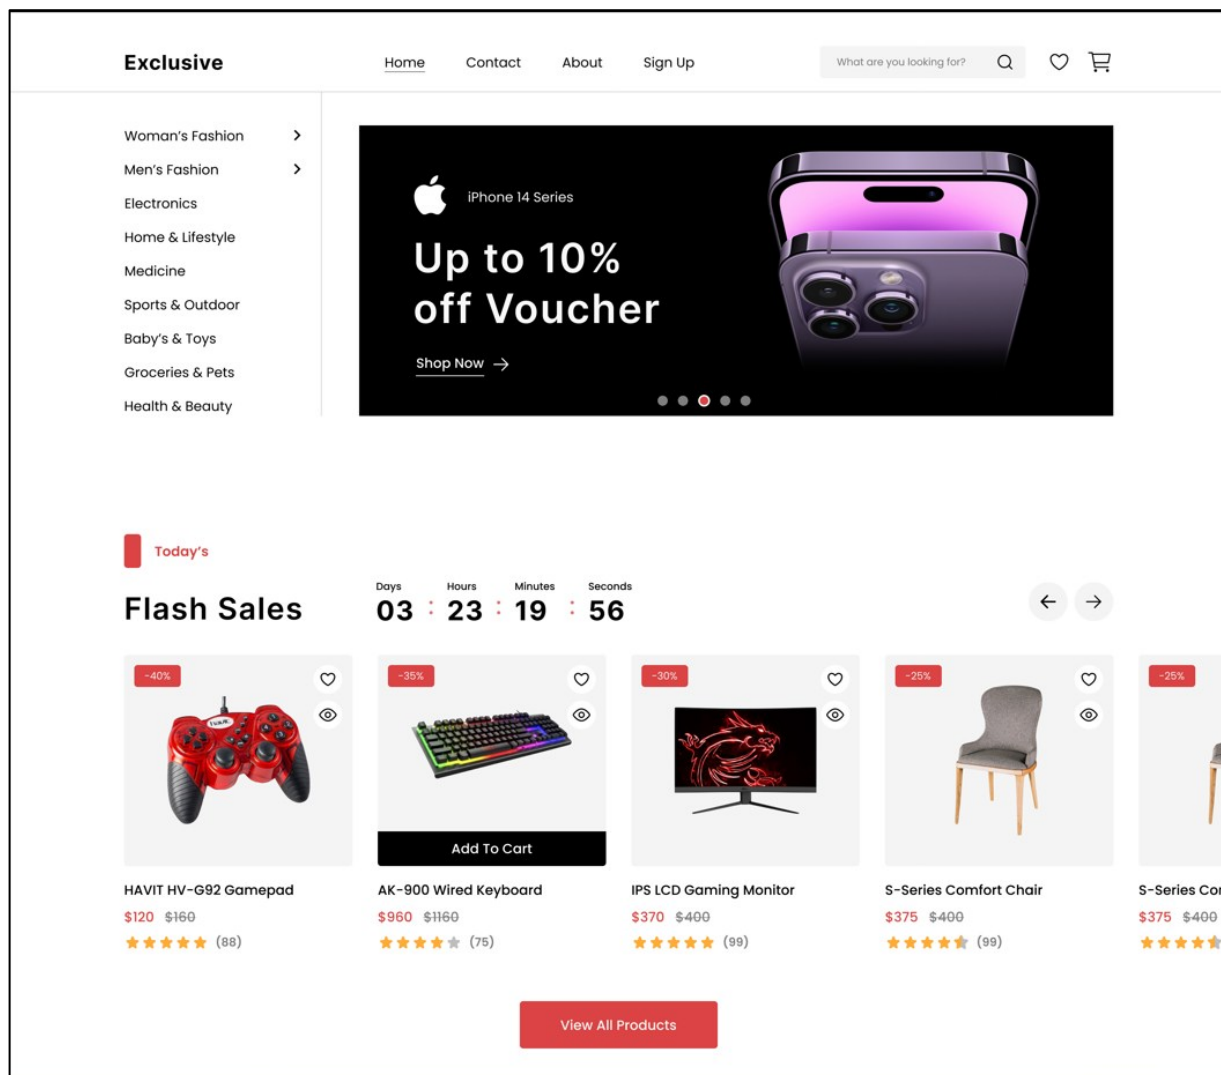 Exclusive
Home Contact About Sign Up
What are you looking for?
Woman's Fashion
Men's Fashion
Electronics
Home & Lifestyle
Medicine
Sports & Outdoor
Baby's & Toys
Groceries & Pets
Health & Beauty
iPhone 14 Series
Up to 10%
off Voucher
Shop Now
Today's
Flash Sales
Days Hours Minutes Seconds
03 : 23 : 19 : 56
-40% -35% -30% -25% -25%
havit
Add To Cart
HAVIT HV-G92 Gamepad
$120 $160
(88)
AK-900 Wired Keyboard
$960 $1160
(75)
IPS LCD Gaming Monitor
$370 $400
(99)
S-Series Comfort Chair
$375 $400
(99)
S-Series Co
$375 $400
View All Products